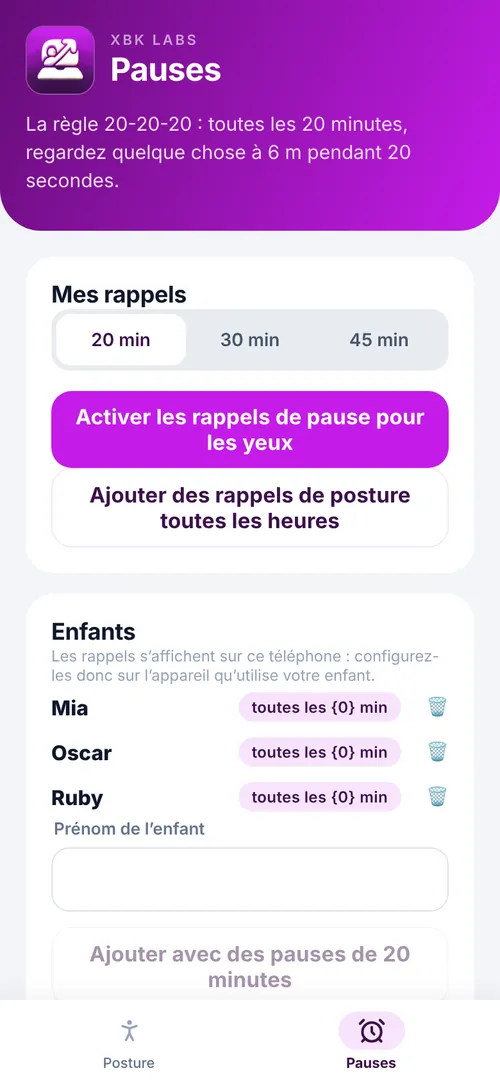 XBK LABS
Pauses
La règle 20-20-20 : toutes les 20 minutes,
regardez quelque chose à 6 m pendant 20
secondes.
Mes rappels
20 min 30 min 45 min
Activer les rappels de pause pour
les yeux
Ajouter des rappels de posture
toutes les heures
Enfants
Les rappels s’affichent sur ce téléphone : configurez-
les donc sur l’appareil qu’utilise votre enfant.
Mia toutes les {0} min
Oscar toutes les {0} min
Ruby toutes les {0} min
Prénom de l’enfant
Ajouter avec des pauses de 20
minutes
Posture Pauses